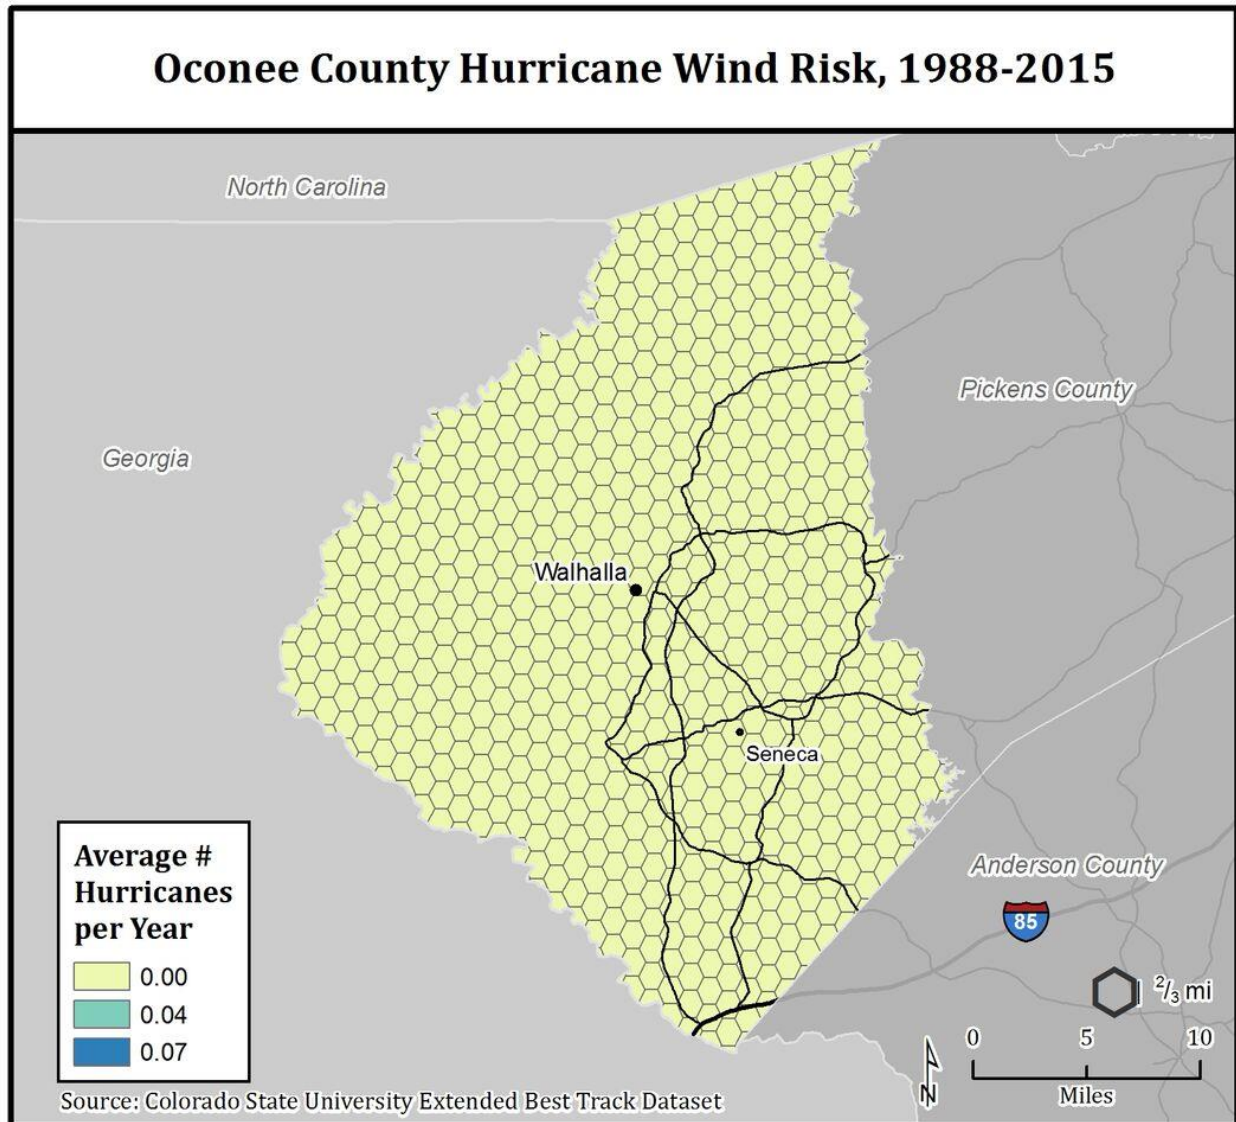 Oconee County Hurricane Wind Risk, 1988-2015
North Carolina
Pickens County
Georgia
Walhalla
Seneca
Anderson County
85
Average #
Hurricanes
per Year
0.00
0.04
0.07
2/3 mi
0 5 10
Miles
N
Source: Colorado State University Extended Best Track Dataset